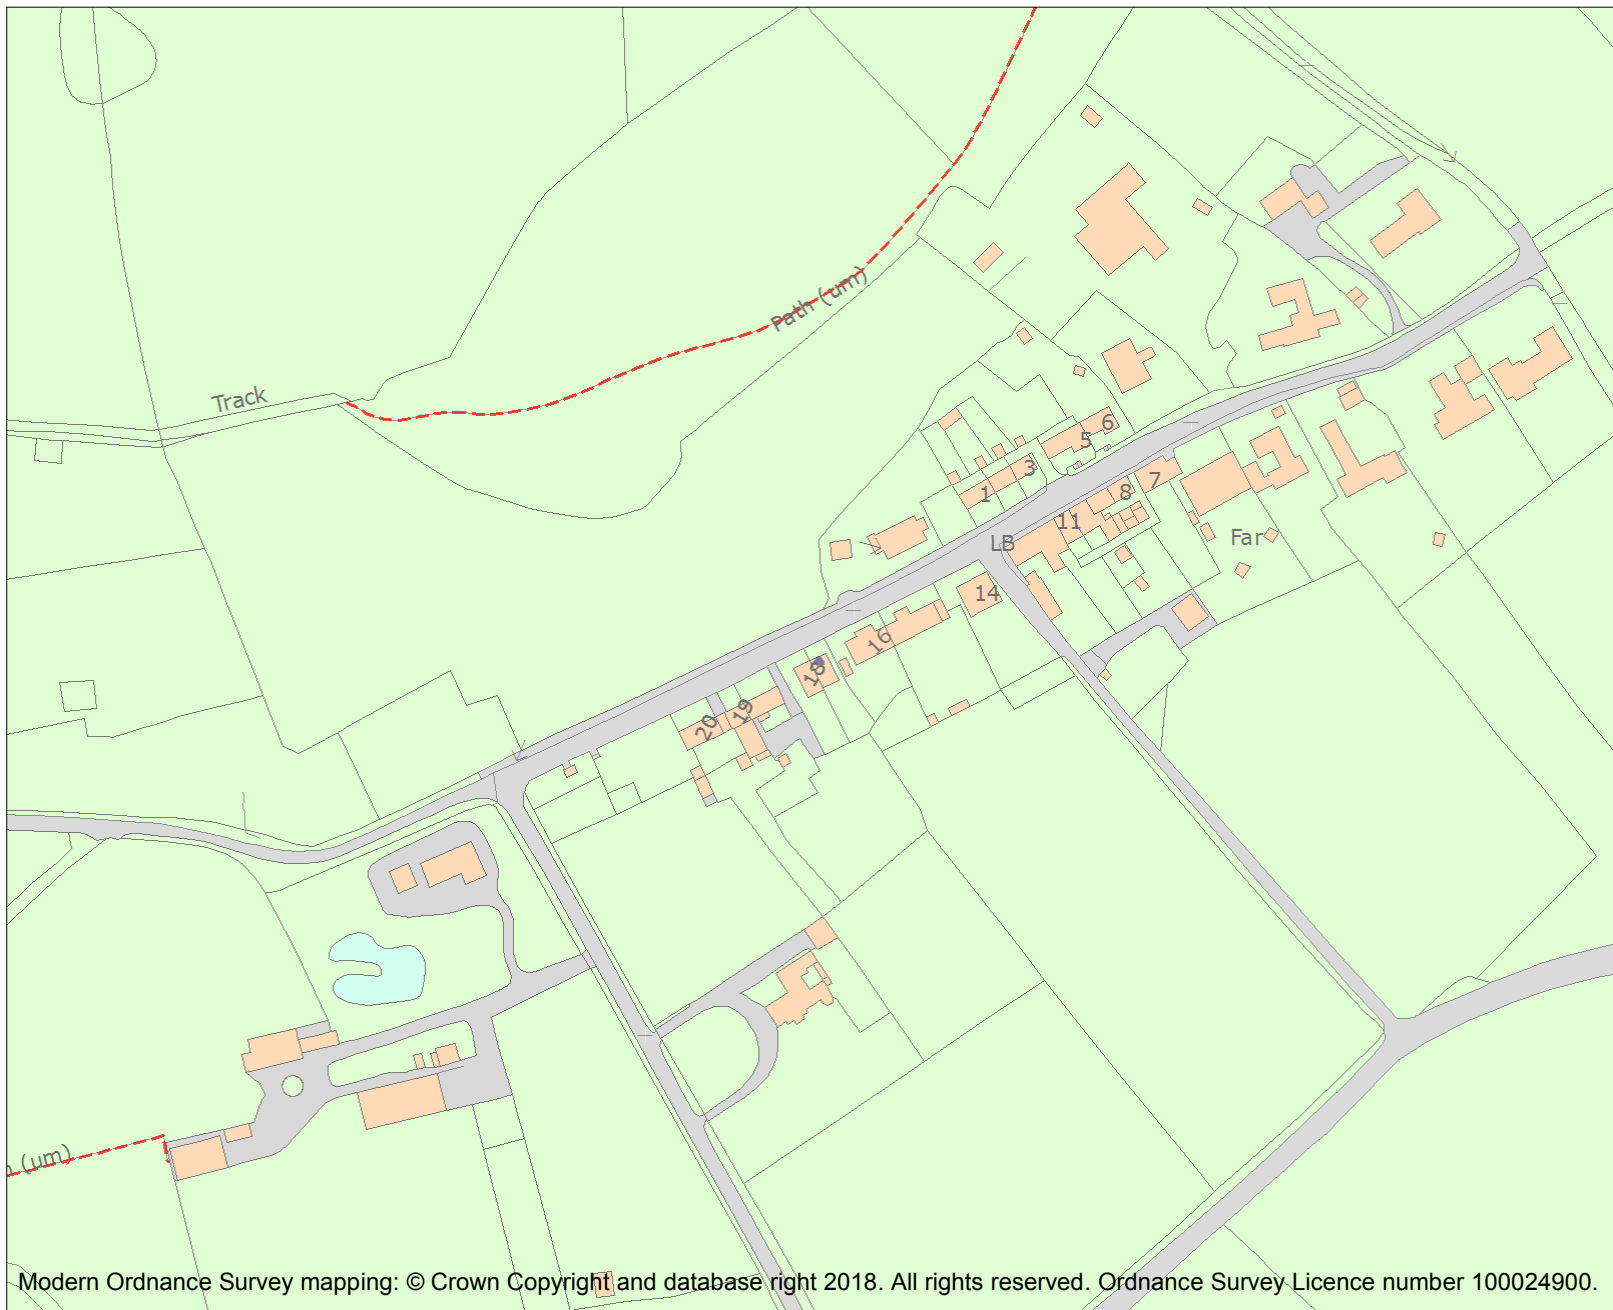 Track
Path (um)
6
5
3
1
7
8
11
LB
Far
14
16
18
19
20
(um)
Modern Ordnance Survey mapping: © Crown Copyright and database right 2018. All rights reserved. Ordnance Survey Licence number 100024900.